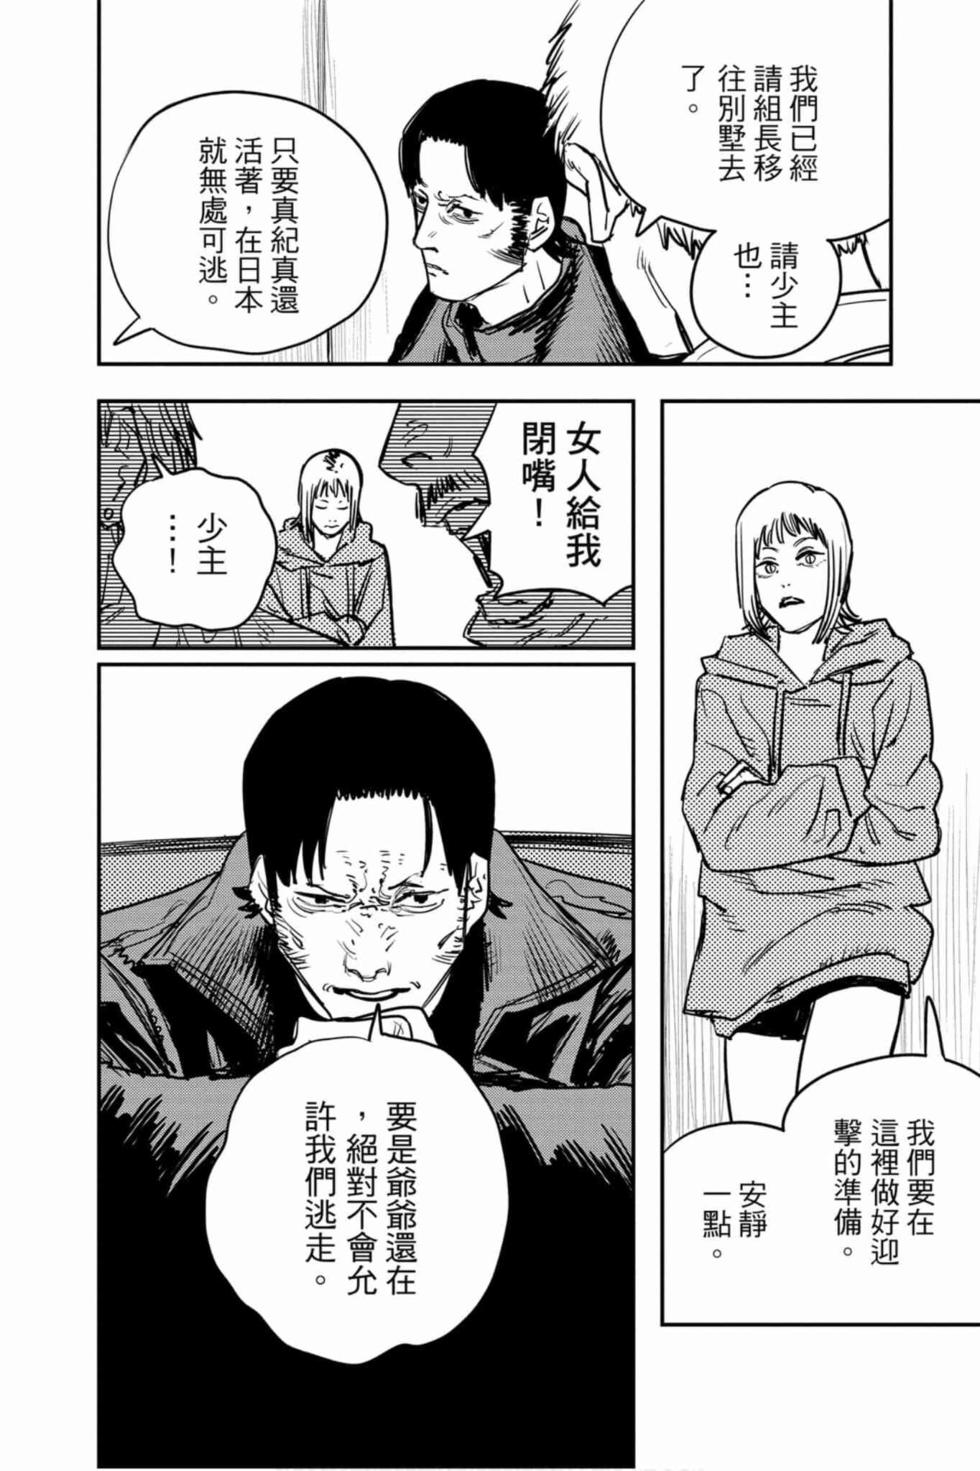 我們已經
請組長移
往別墅去
了。
請少主
也⋯
只要真紀真還
活著，在日本
就無處可逃。
我們要在
這裡做好迎
擊的準備。
安靜
一點。
女人給我
閉嘴！
少主
⋯！
要是爺爺還在
，絕對不會允
許我們逃走。